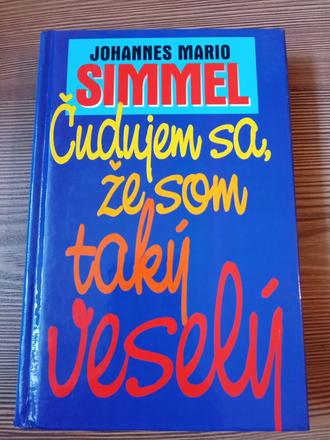 JOHANNES MARIO
SIMMEL
Čudujem sa,
že som
taký
veselý